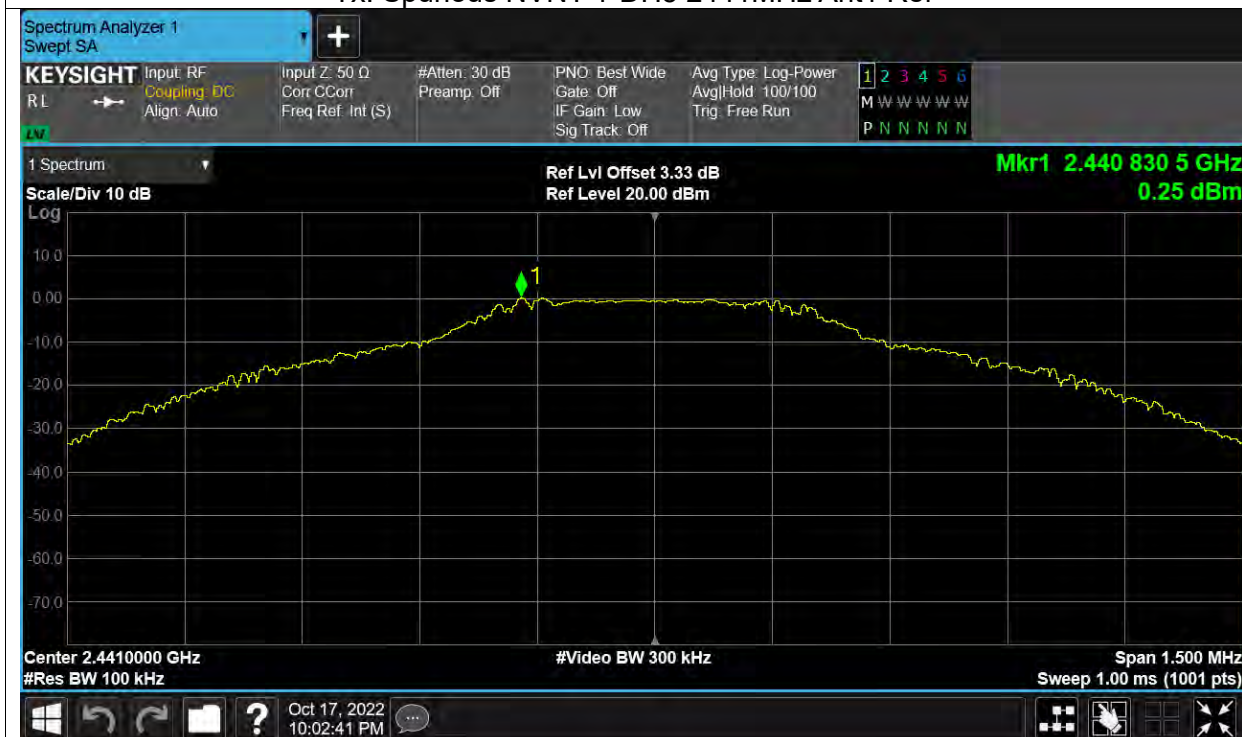 Spectrum Analyzer 1
Swept SA
+
KEYSIGHT Input: RF Input Z: 50 Ω #Atten: 30 dB PNO: Best Wide Avg Type: Log-Power 1 2 3 4 5 6
RL Coupling: DC Corr CCorr Preamp: Off Gate: Off Avg|Hold: 100/100 M W W W W W
Align: Auto Freq Ref: Int (S) IF Gain: Low Trig: Free Run
Sig Track: Off P N N N N N
1 Spectrum
Ref Lvl Offset 3.33 dB Mkr1 2.440 830 5 GHz
Scale/Div 10 dB Ref Level 20.00 dBm 0.25 dBm
Log
10.0
1
0.00
-10.0
-20.0
-30.0
-40.0
-50.0
-60.0
-70.0
Center 2.4410000 GHz #Video BW 300 kHz Span 1.500 MHz
#Res BW 100 kHz Sweep 1.00 ms (1001 pts)
? Oct 17, 2022
10:02:41 PM